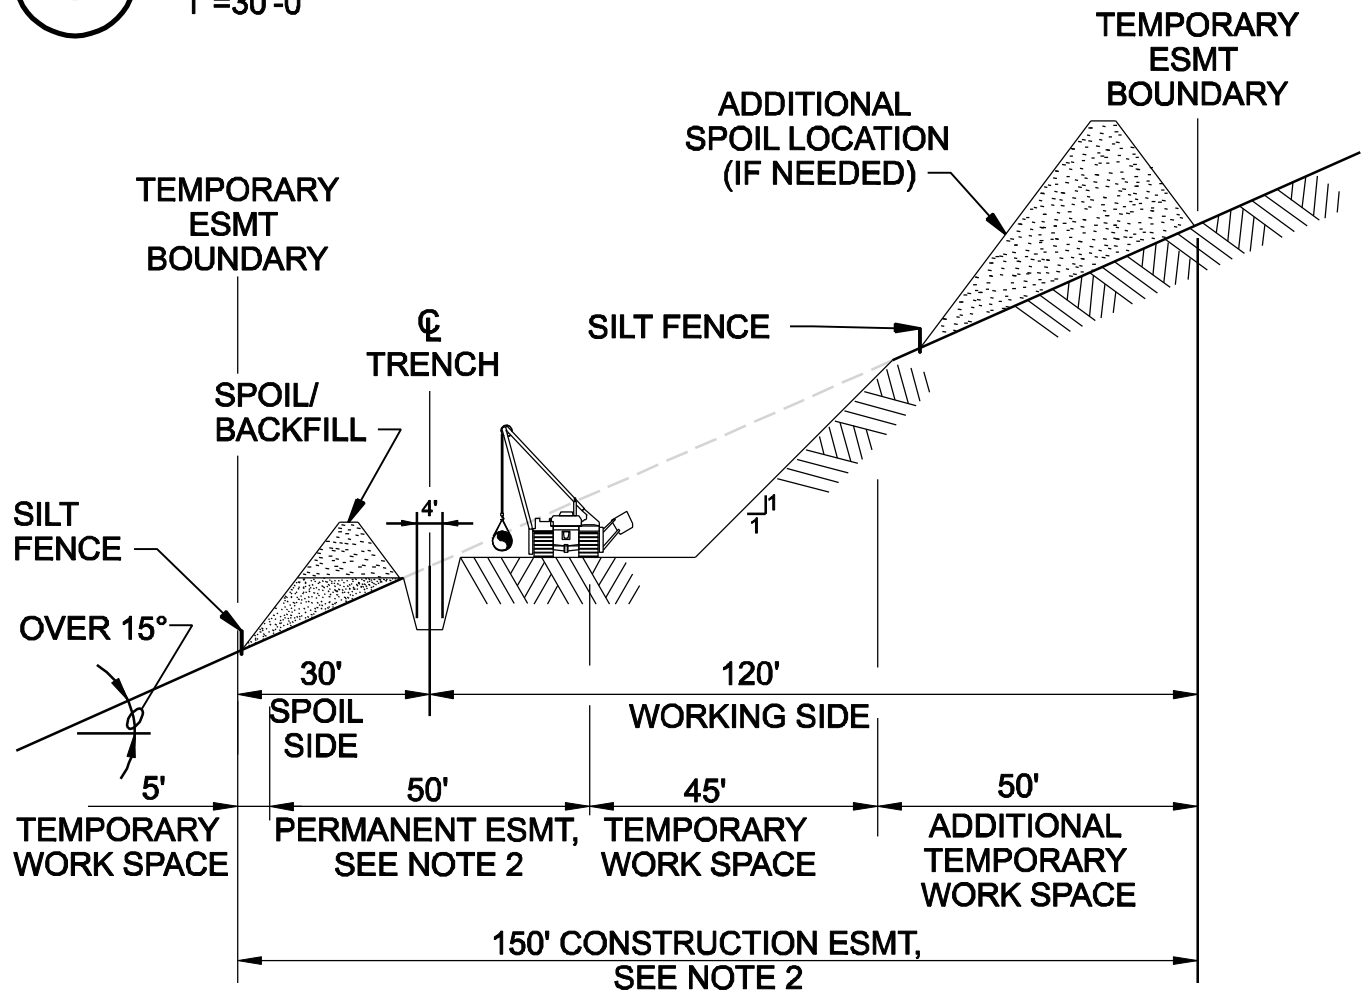 TEMPORARY
ESMT
BOUNDARY
ADDITIONAL
SPOIL LOCATION
(IF NEEDED)
TEMPORARY
ESMT
BOUNDARY
SILT FENCE
℄
TRENCH
SPOIL/
BACKFILL
4'
1
1
SILT
FENCE
OVER 15°
30'
SPOIL
SIDE
120'
WORKING SIDE
5'
TEMPORARY
WORK SPACE
50'
PERMANENT ESMT,
SEE NOTE 2
45'
TEMPORARY
WORK SPACE
50'
ADDITIONAL
TEMPORARY
WORK SPACE
150' CONSTRUCTION ESMT,
SEE NOTE 2